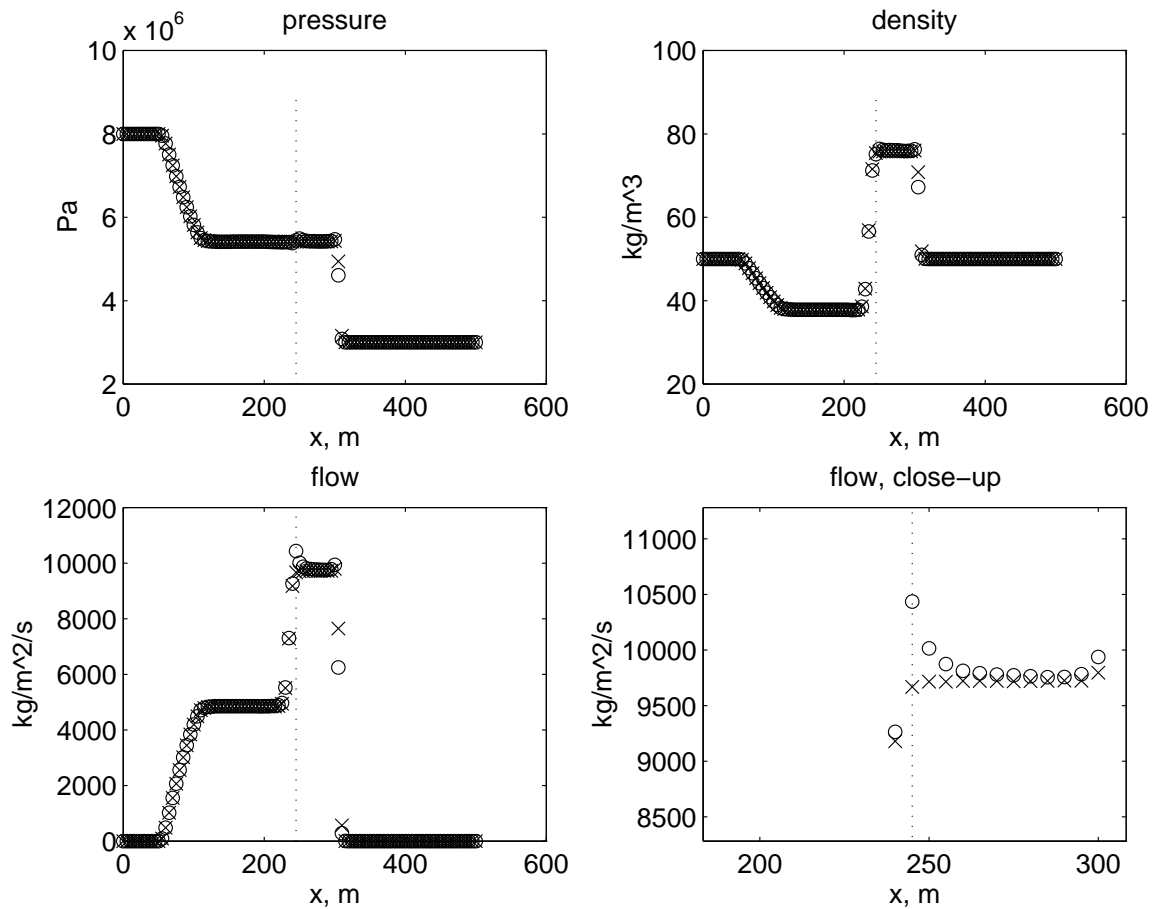 pressure
x 10^6
10
8
6
4
2
Pa
0 200 400 600
x, m
density
100
80
60
40
20
kg/m^3
0 200 400 600
x, m
flow
12000
10000
8000
6000
4000
2000
0
kg/m^2/s
0 200 400 600
x, m
flow, close−up
11000
10500
10000
9500
9000
8500
kg/m^2/s
200 250 300
x, m